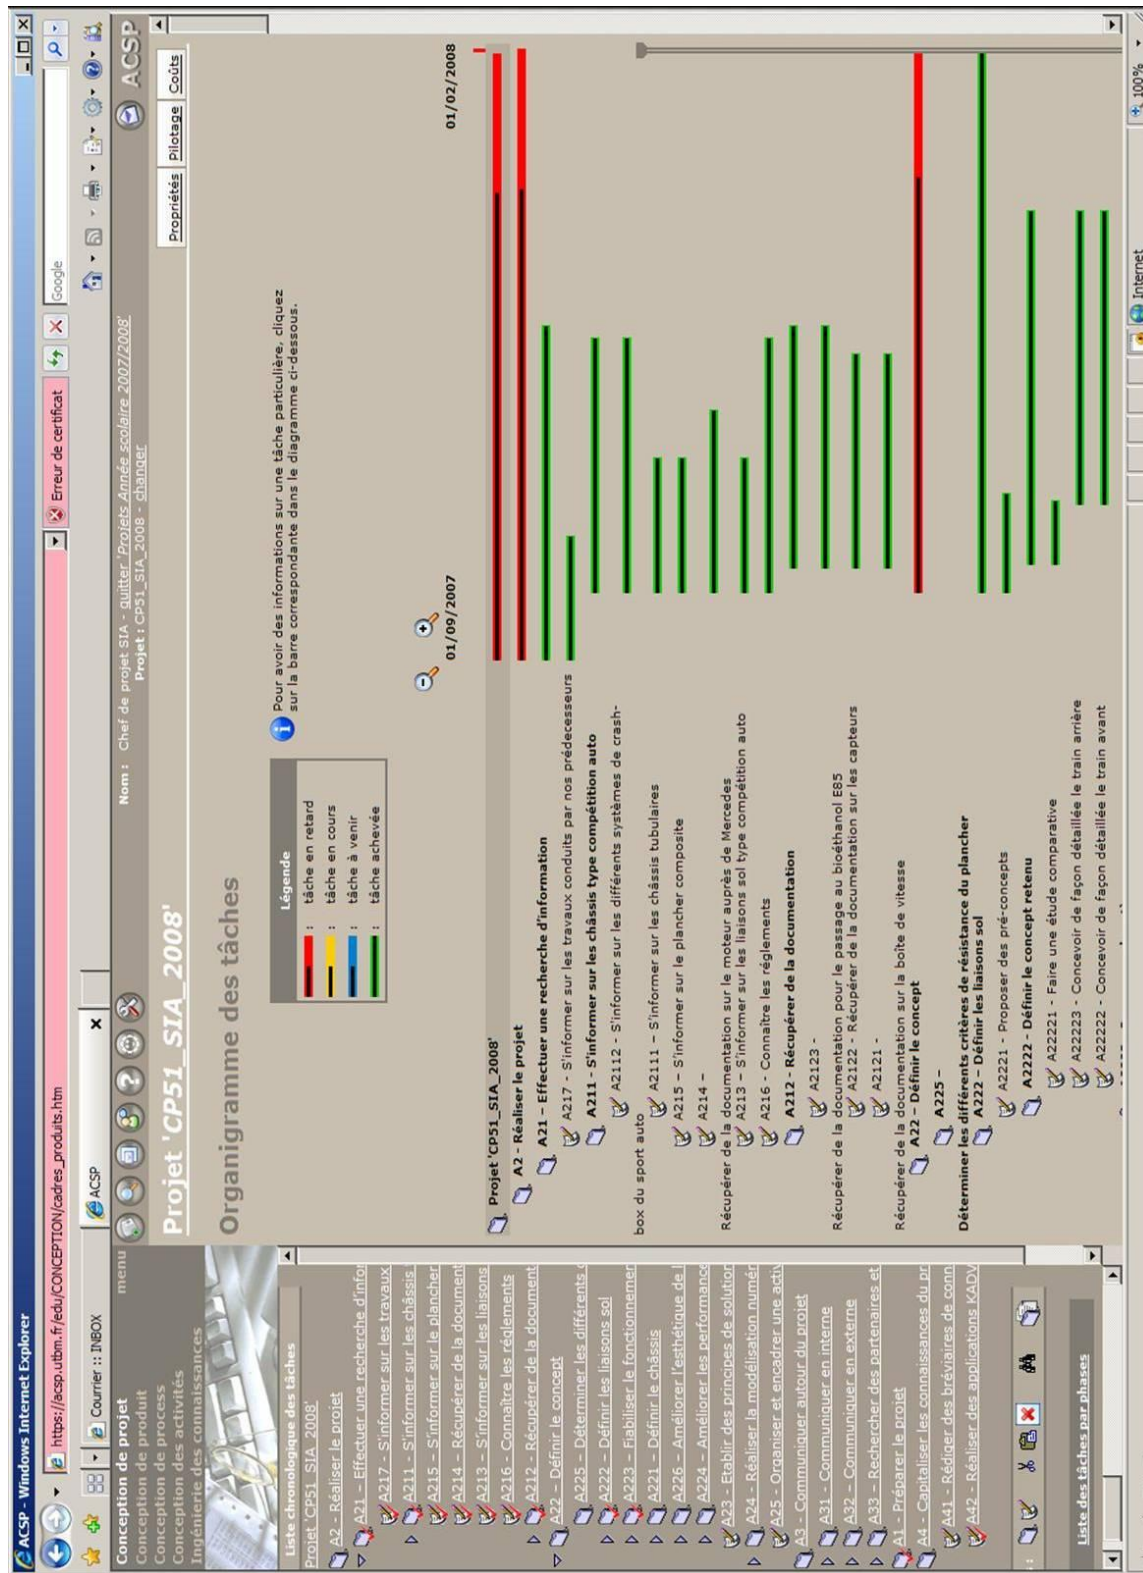 ACSP - Windows Internet Explorer
https://acsp.utbm.fr/edu/CONCEPTION/cadres_produits.htm
Erreur de certificat
Google
Courrier :: INBOX
ACSP
Conception de projet
menu
Conception de produit
Conception de process
Conception des activités
Ingénierie des connaissances
Nom : Chef de projet SIA - quitter 'Projets Année scolaire 2007/2008'
Projet : CP51_SIA_2008 - changer
ACSP
Liste chronologique des tâches
Projet 'CP51_SIA_2008'
A2 - Réaliser le projet
A21 – Effectuer une recherche d'infor
A217 - S'informer sur les travaux
A211 - S'informer sur les châssis
A215 – S'informer sur le plancher
A214 – Récupérer de la document
A213 – S'informer sur les liaisons
A216 - Connaître les réglements
A212 - Récupérer de la document
A22 – Définir le concept
A225 – Déterminer les différents
A222 – Définir les liaisons sol
A223 – Fiabiliser le fonctionnemer
A221 – Définir le châssis
A226 – Améliorer l'esthétique de l
A224 – Améliorer les performance
A23 - Etablir des principes de solution
A24 - Réaliser la modélisation numér
A25 - Organiser et encadrer une activ
A3 - Communiquer autour du projet
A31 - Communiquer en interne
A32 – Communiquer en externe
A33 – Rechercher des partenaires et
A1 - Préparer le projet
A4 - Capitaliser les connaissances du pr
A41 - Rédiger des bréviaires de conn
A42 – Réaliser des applications KADV
Liste des tâches par phases
Projet 'CP51_SIA_2008'
Propriétés
Pilotage
Coûts
Organigramme des tâches
Légende
: tâche en retard
: tâche en cours
: tâche à venir
: tâche achevée
Pour avoir des informations sur une tâche particulière, cliquez
sur la barre correspondante dans le diagramme ci-dessous.
01/09/2007
01/02/2008
Projet 'CP51_SIA_2008'
A2 - Réaliser le projet
A21 – Effectuer une recherche d'information
A217 - S'informer sur les travaux conduits par nos prédecesseurs
A211 - S'informer sur les châssis type compétition auto
A2112 - S'informer sur les différents systèmes de crash-
box du sport auto
A2111 – S'informer sur les châssis tubulaires
A215 – S'informer sur le plancher composite
A214 –
Récupérer de la documentation sur le moteur auprès de Mercedes
A213 – S'informer sur les liaisons sol type compétition auto
A216 - Connaître les réglements
A212 - Récupérer de la documentation
A2123 -
Récupérer de la documentation pour le passage au bioéthanol E85
A2122 - Récupérer de la documentation sur les capteurs
A2121 -
Récupérer de la documentation sur la boîte de vitesse
A22 – Définir le concept
A225 –
Déterminer les différents critères de résistance du plancher
A222 – Définir les liaisons sol
A2221 - Proposer des pré-concepts
A2222 - Définir le concept retenu
A22221 - Faire une étude comparative
A22223 - Concevoir de façon détaillée le train arrière
A22222 - Concevoir de façon détaillée le train avant
Internet
100%